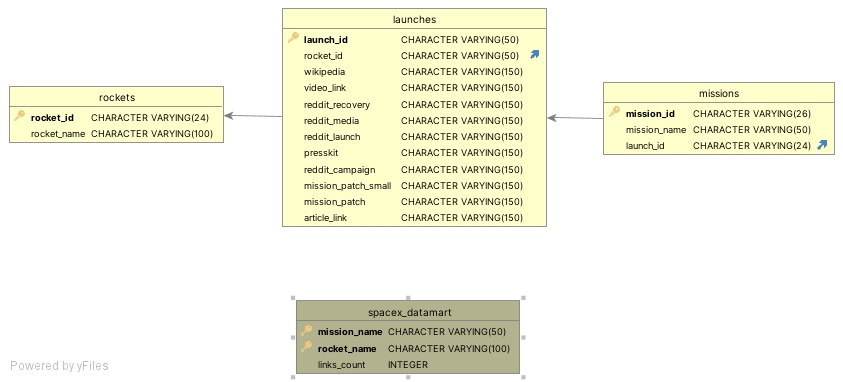 launches
launch_id CHARACTER VARYING(50)
rocket_id CHARACTER VARYING(50)
wikipedia CHARACTER VARYING(150)
video_link CHARACTER VARYING(150)
reddit_recovery CHARACTER VARYING(150)
reddit_media CHARACTER VARYING(150)
reddit_launch CHARACTER VARYING(150)
presskit CHARACTER VARYING(150)
reddit_campaign CHARACTER VARYING(150)
mission_patch_small CHARACTER VARYING(150)
mission_patch CHARACTER VARYING(150)
article_link CHARACTER VARYING(150)
rockets
rocket_id CHARACTER VARYING(24)
rocket_name CHARACTER VARYING(100)
missions
mission_id CHARACTER VARYING(26)
mission_name CHARACTER VARYING(50)
launch_id CHARACTER VARYING(24)
spacex_datamart
mission_name CHARACTER VARYING(50)
rocket_name CHARACTER VARYING(100)
links_count INTEGER
Powered by yFiles